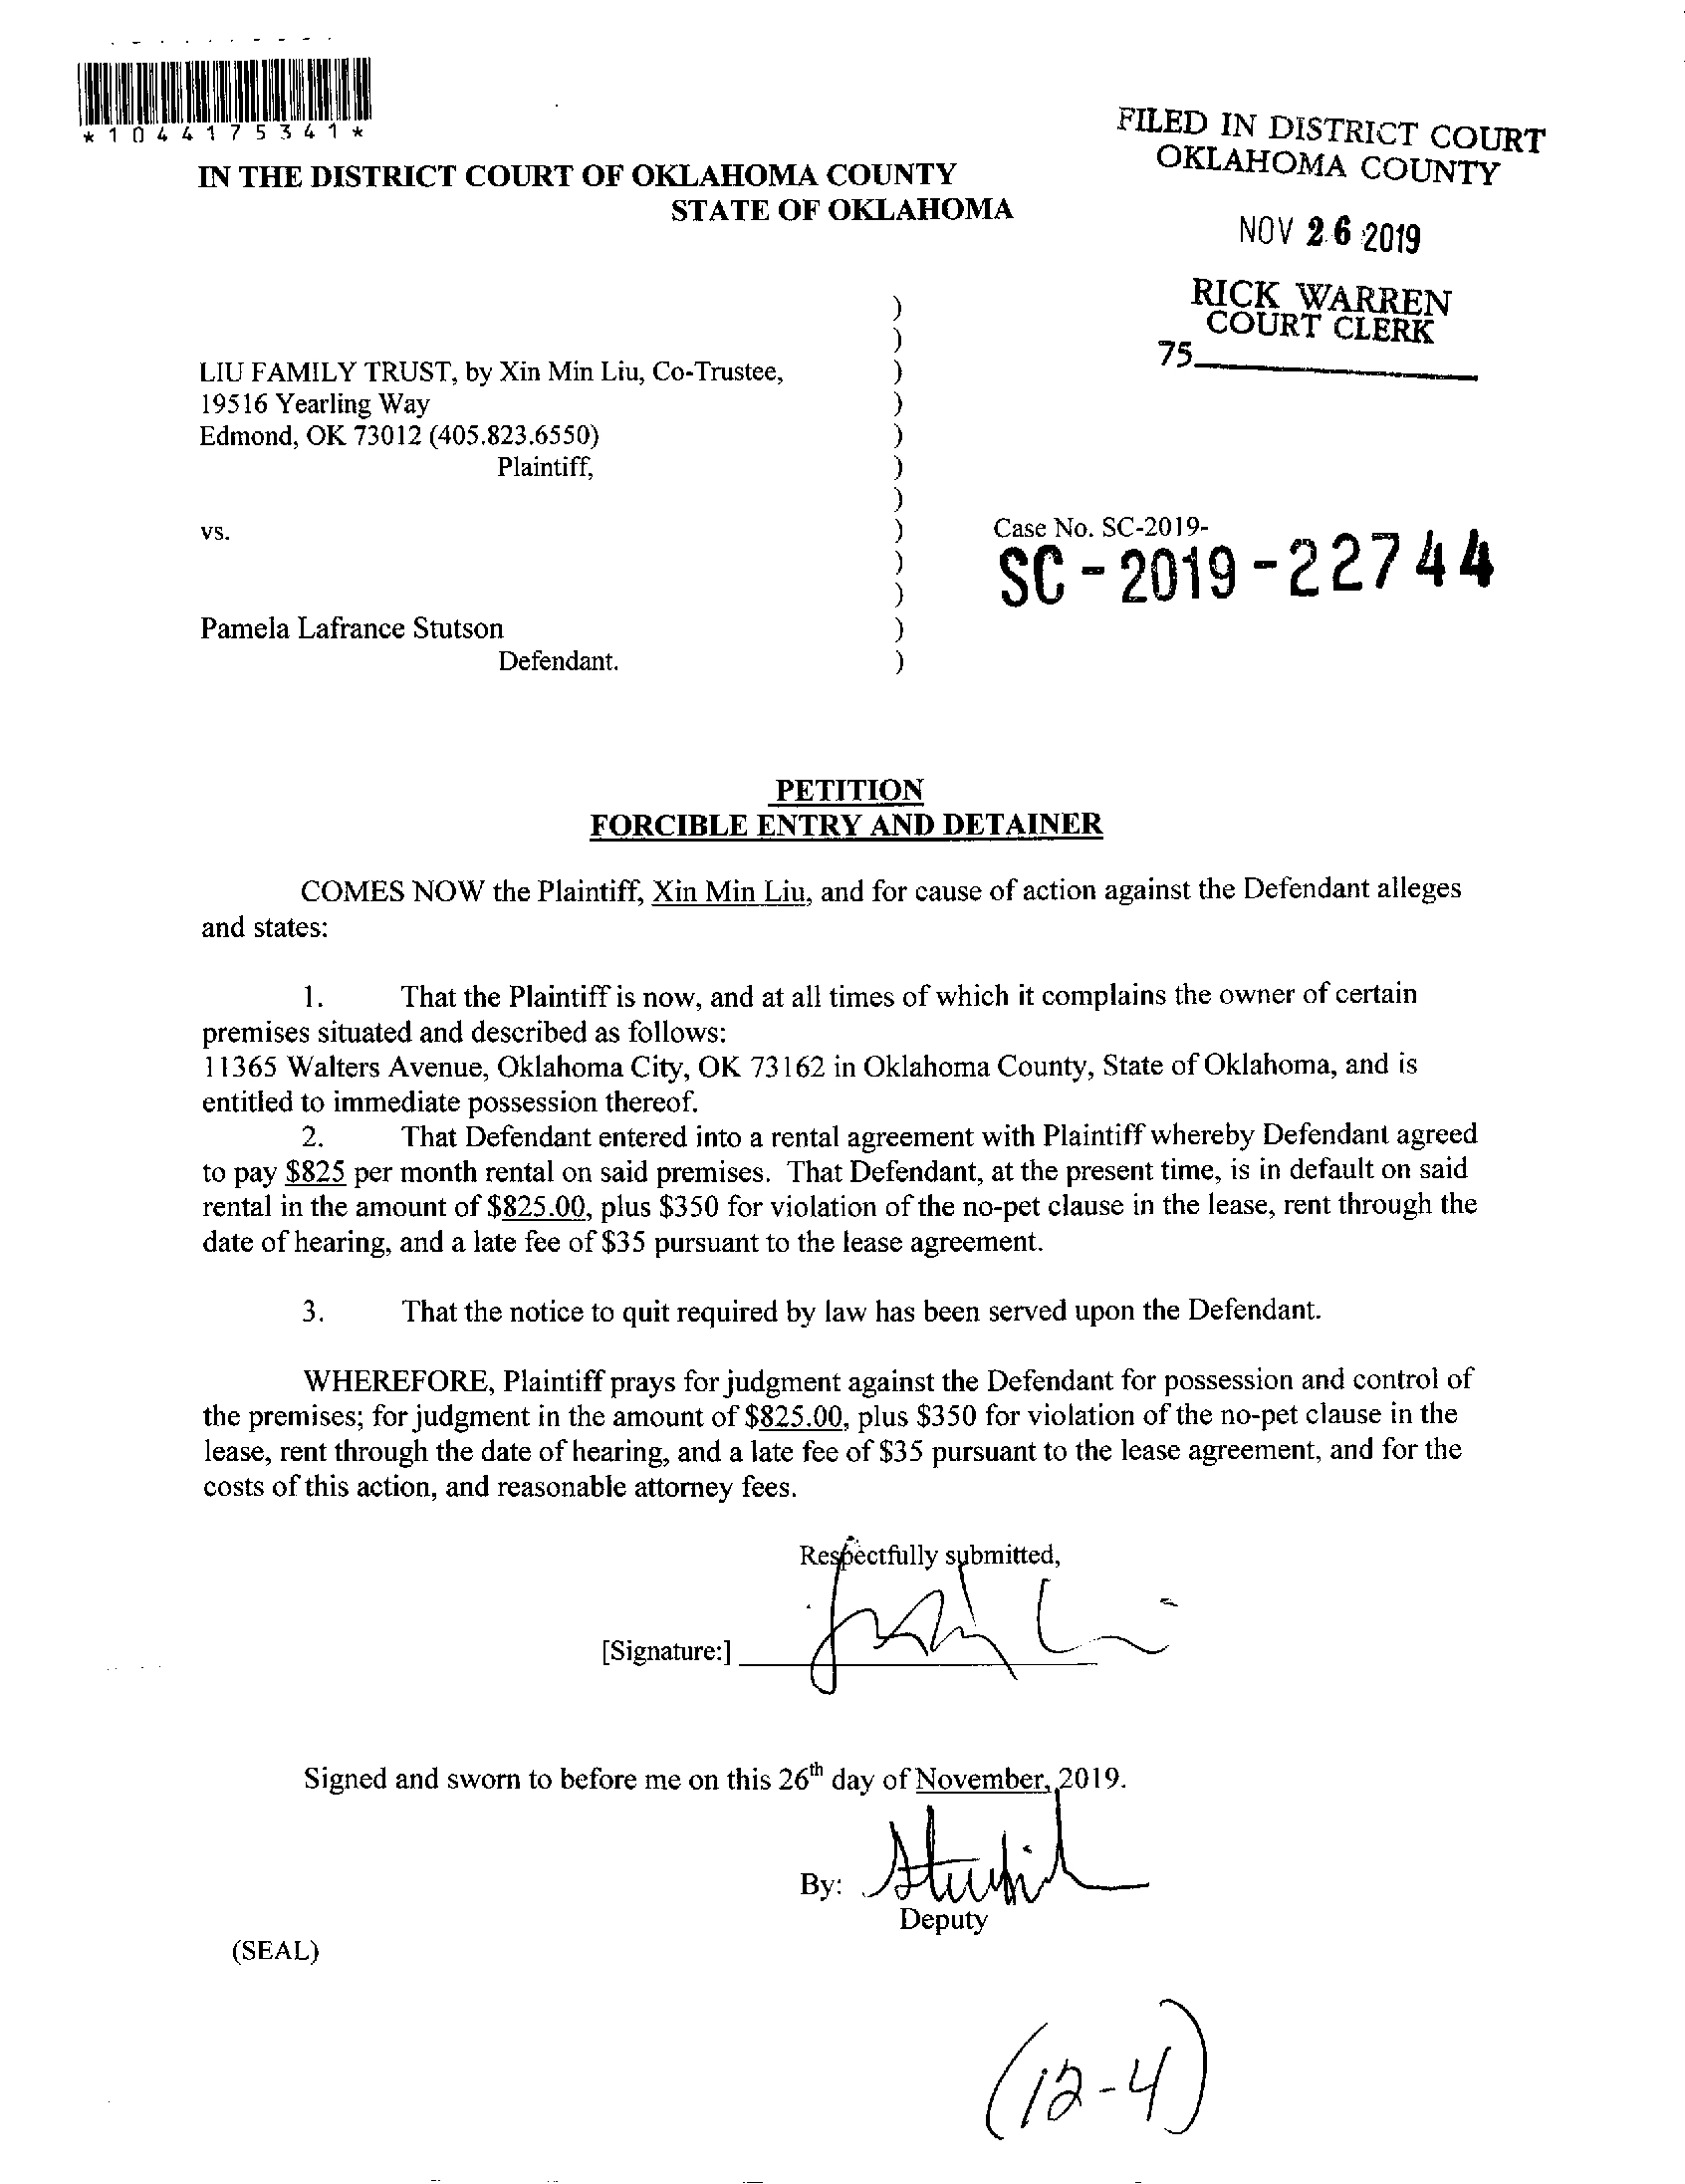 *1044175341*
FILED IN DISTRICT COURT
OKLAHOMA COUNTY
IN THE DISTRICT COURT OF OKLAHOMA COUNTY
STATE OF OKLAHOMA
NOV 26 2019
RICK WARREN
COURT CLERK
75
LIU FAMILY TRUST, by Xin Min Liu, Co-Trustee,
19516 Yearling Way
Edmond, OK 73012 (405.823.6550)
Plaintiff,
vs.
Case No. SC-2019-
SC-2019-22744
Pamela Lafrance Stutson
Defendant.
)
)
)
)
)
)
)
)
)
)
)
)
PETITION
FORCIBLE ENTRY AND DETAINER
COMES NOW the Plaintiff, Xin Min Liu, and for cause of action against the Defendant alleges
and states:
1. That the Plaintiff is now, and at all times of which it complains the owner of certain
premises situated and described as follows:
11365 Walters Avenue, Oklahoma City, OK 73162 in Oklahoma County, State of Oklahoma, and is
entitled to immediate possession thereof.
2. That Defendant entered into a rental agreement with Plaintiff whereby Defendant agreed
to pay $825 per month rental on said premises. That Defendant, at the present time, is in default on said
rental in the amount of $825.00, plus $350 for violation of the no-pet clause in the lease, rent through the
date of hearing, and a late fee of $35 pursuant to the lease agreement.
3. That the notice to quit required by law has been served upon the Defendant.
WHEREFORE, Plaintiff prays for judgment against the Defendant for possession and control of
the premises; for judgment in the amount of $825.00, plus $350 for violation of the no-pet clause in the
lease, rent through the date of hearing, and a late fee of $35 pursuant to the lease agreement, and for the
costs of this action, and reasonable attorney fees.
Respectfully submitted,
[Signature:]
Signed and sworn to before me on this 26th day of November, 2019.
By:
Deputy
(SEAL)
(12-4)